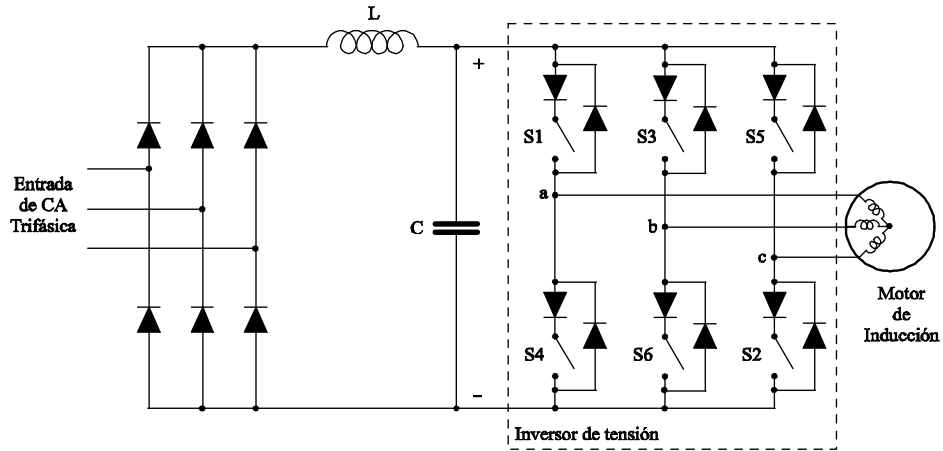 L
+
S1
S3
S5
Entrada
de CA
Trifásica
a
b
c
C
Motor
de
Inducción
S4
S6
S2
−
Inversor de tensión